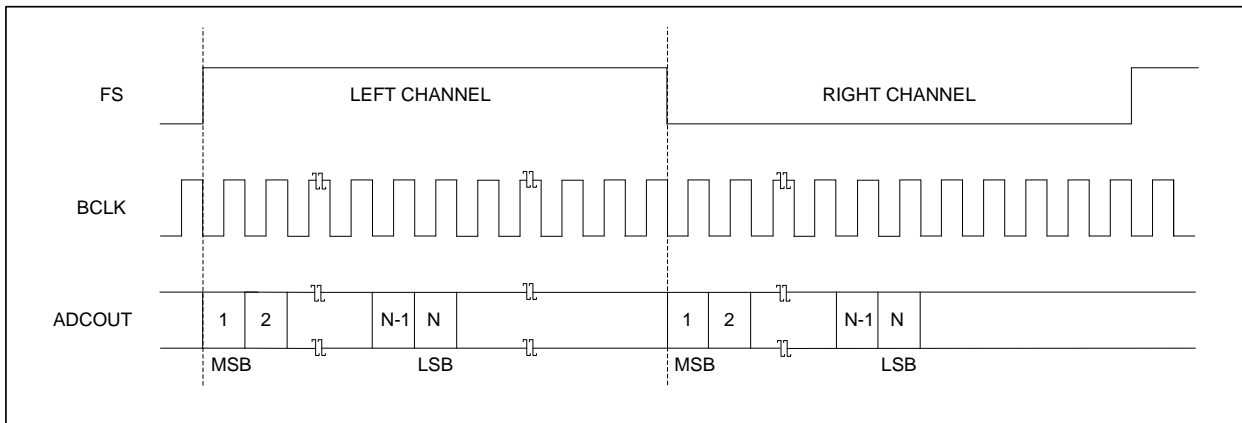 FS
LEFT CHANNEL
RIGHT CHANNEL
BCLK
ADCOUT
1
2
N-1
N
1
2
N-1
N
MSB
LSB
MSB
LSB